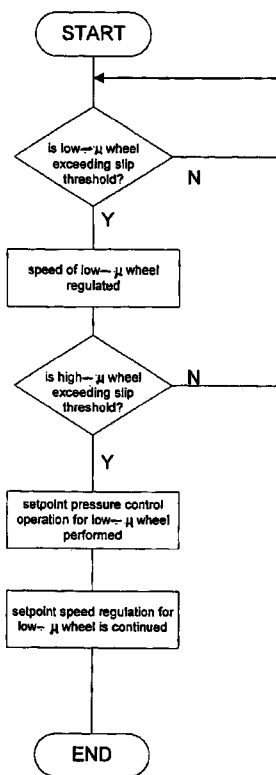 START
is low-μ wheel
exceeding slip
threshold?
N
Y
speed of low-μ wheel
regulated
is high-μ wheel
exceeding slip
threshold?
N
Y
setpoint pressure control
operation for low-μ wheel
performed
setpoint speed regulation for
low-μ wheel is continued
END